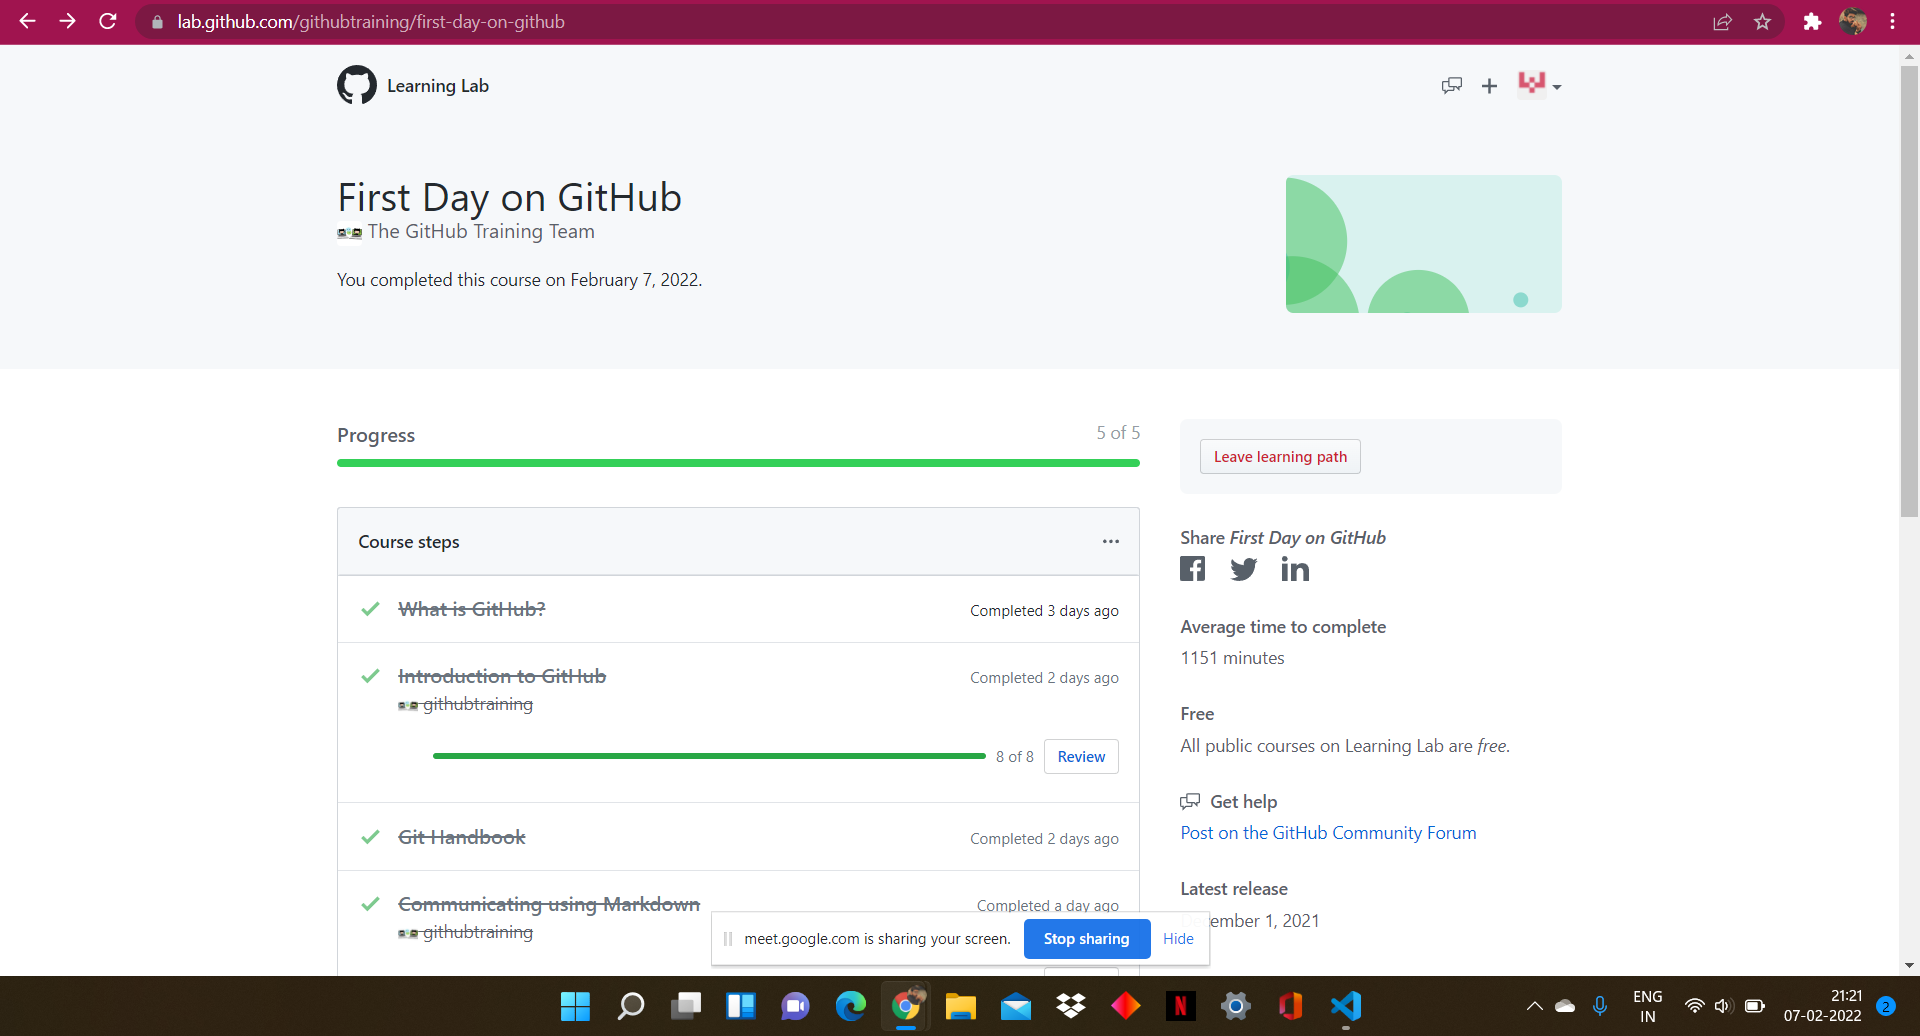 lab.github.com/githubtraining/first-day-on-github
Learning Lab
First Day on GitHub
The GitHub Training Team
You completed this course on February 7, 2022.
Progress
5 of 5
Leave learning path
Course steps
Share First Day on GitHub
What is GitHub?
Completed 3 days ago
Average time to complete
1151 minutes
Introduction to GitHub
Completed 2 days ago
githubtraining
Free
All public courses on Learning Lab are free.
8 of 8
Review
Get help
Post on the GitHub Community Forum
Git Handbook
Completed 2 days ago
Latest release
Communicating using Markdown
Completed a day ago
githubtraining
ember 1, 2021
meet.google.com is sharing your screen.
Stop sharing
Hide
N
ENG
IN
21:21
07-02-2022
2